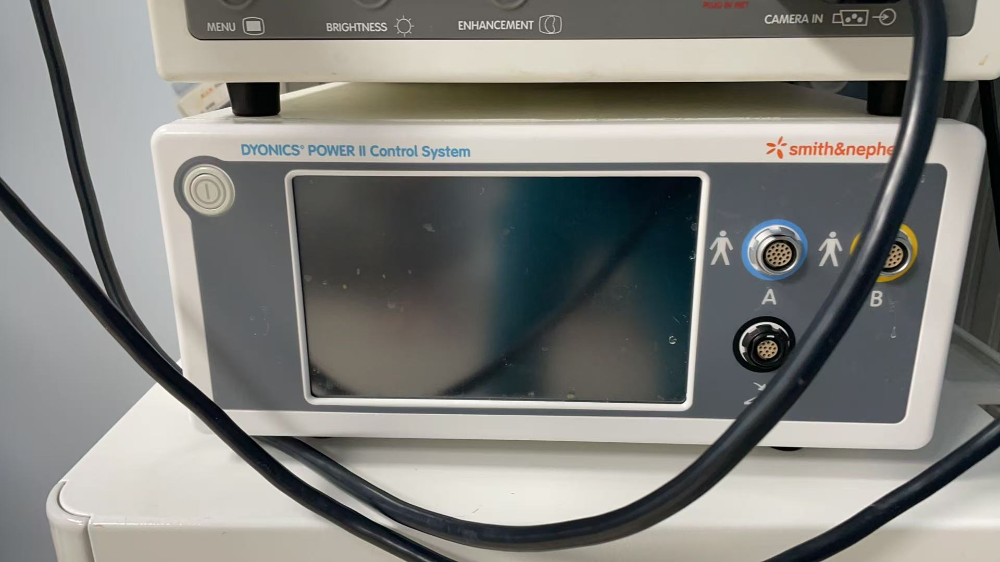 MENU
BRIGHTNESS
ENHANCEMENT
CAMERA IN
DYONICS° POWER II Control System
smith&nephe
A
B